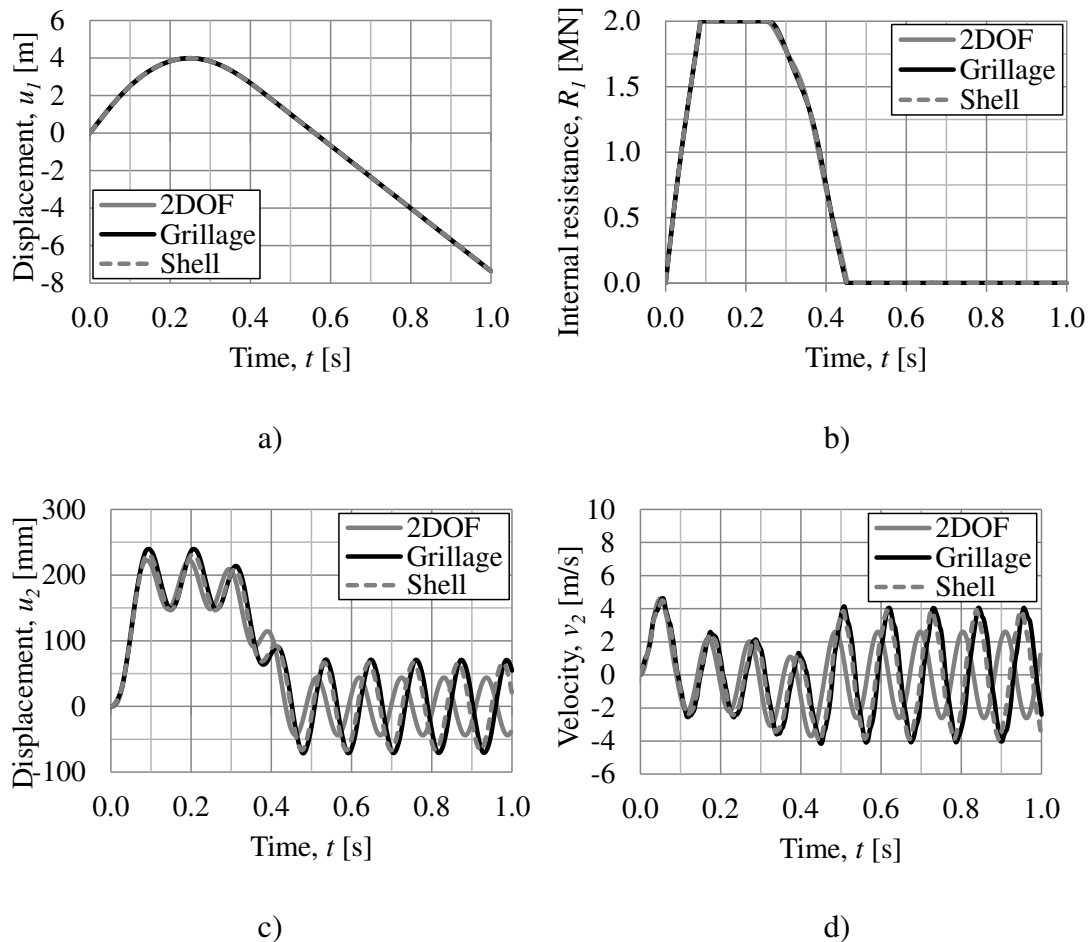 Displacement, u1 [m]
6
4
2
0
-2
-4
-6
-8
2DOF
Grillage
Shell
0.0 0.2 0.4 0.6 0.8 1.0
Time, t [s]
a)
Internal resistance, R1 [MN]
2.0
1.5
1.0
0.5
0.0
2DOF
Grillage
Shell
0.0 0.2 0.4 0.6 0.8 1.0
Time, t [s]
b)
Displacement, u2 [mm]
300
200
100
0
-100
2DOF
Grillage
Shell
0.0 0.2 0.4 0.6 0.8 1.0
Time, t [s]
c)
Velocity, v2 [m/s]
10
8
6
4
2
0
-2
-4
-6
2DOF
Grillage
Shell
0.0 0.2 0.4 0.6 0.8 1.0
Time, t [s]
d)